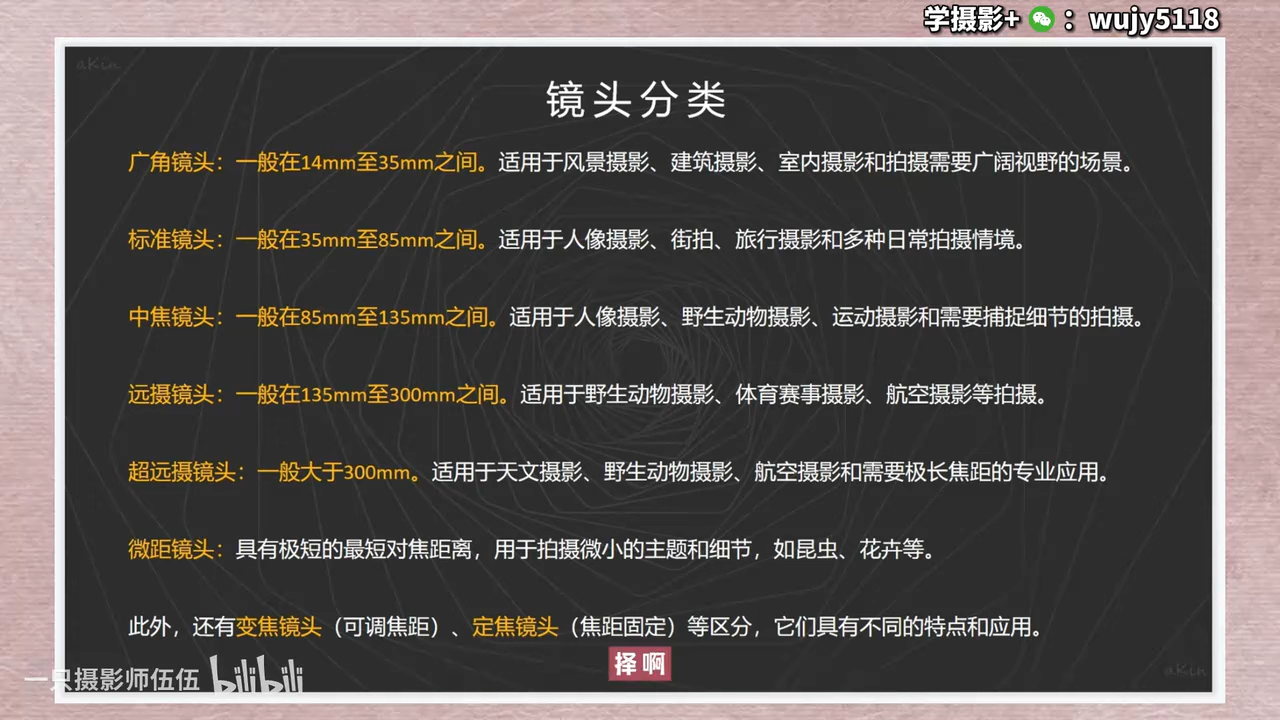 学摄影+ : wujy5118
aKin
镜头分类
广角镜头：一般在14mm至35mm之间。适用于风景摄影、建筑摄影、室内摄影和拍摄需要广阔视野的场景。
标准镜头：一般在35mm至85mm之间。适用于人像摄影、街拍、旅行摄影和多种日常拍摄情境。
中焦镜头：一般在85mm至135mm之间。适用于人像摄影、野生动物摄影、运动摄影和需要捕捉细节的拍摄。
远摄镜头：一般在135mm至300mm之间。适用于野生动物摄影、体育赛事摄影、航空摄影等拍摄。
超远摄镜头：一般大于300mm。适用于天文摄影、野生动物摄影、航空摄影和需要极长焦距的专业应用。
微距镜头：具有极短的最短对焦距离，用于拍摄微小的主题和细节，如昆虫、花卉等。
此外，还有变焦镜头（可调焦距）、定焦镜头（焦距固定）等区分，它们具有不同的特点和应用。
择啊
一只摄影师伍伍 bilibili
aKin